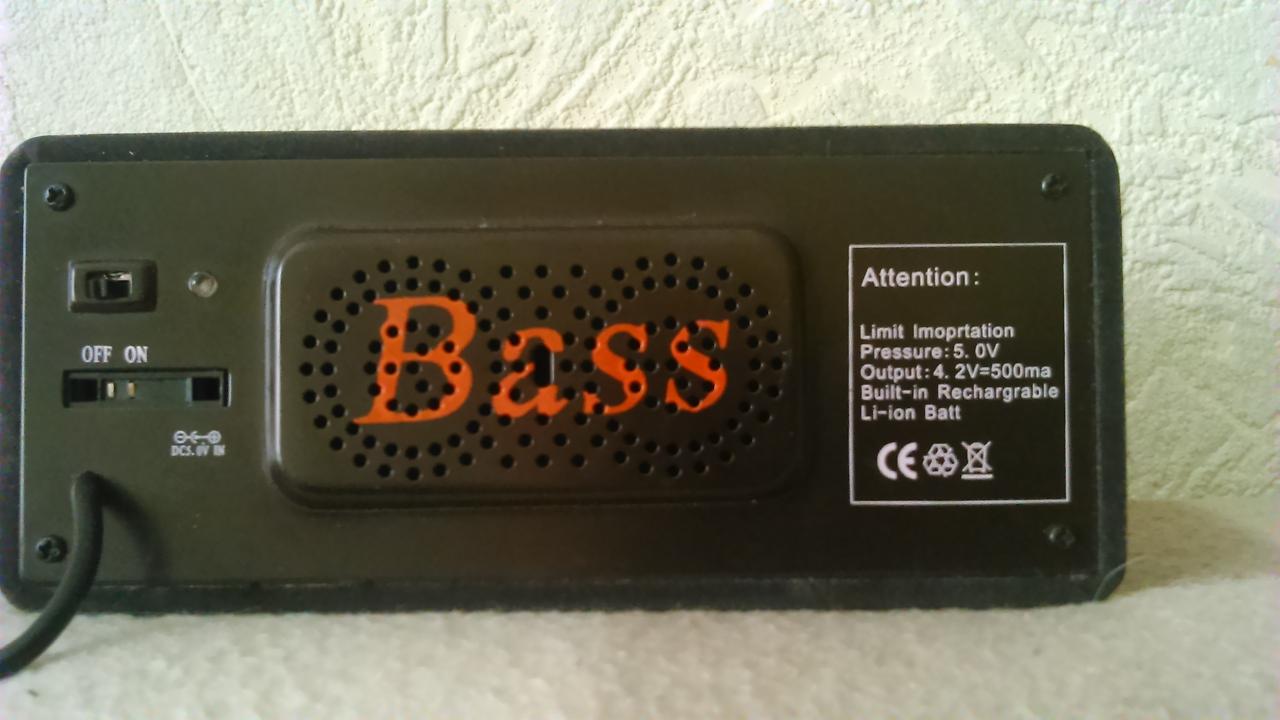 OFF ON
DC5.0V IN
Bass
Attention:
Limit Imoprtation
Pressure:5.0V
Output:4.2V=500ma
Built-in Rechargrable
Li-ion Batt
CE